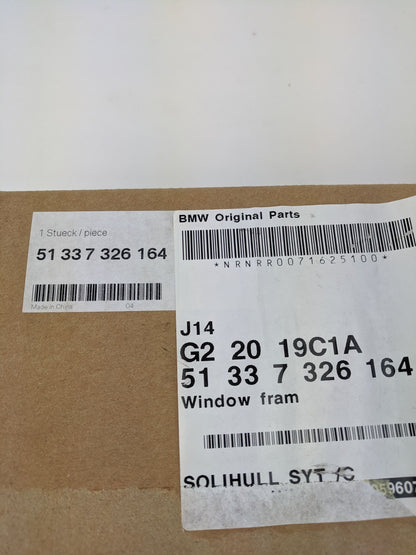 1 Stueck / piece
51 33 7 326 164
Made in China 04
BMW Original Parts
*NRNRR0071625100*
J14
G2 20 19C1A
51 33 7 326 164
Window fram
SOLIHULL SYT /C
59607